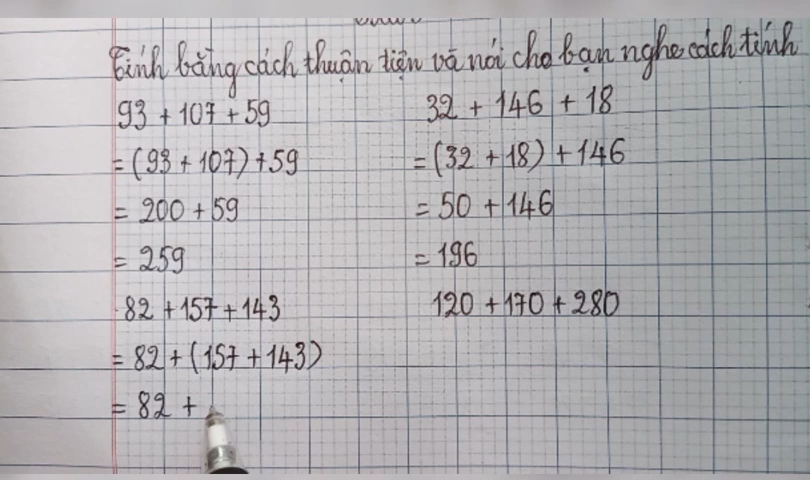 Tính bằng cách thuận tiện và nói cho bạn nghe cách tính
93 + 107 + 59
= (93 + 107) + 59
= 200 + 59
= 259
32 + 146 + 18
= (32 + 18) + 146
= 50 + 146
= 196
82 + 157 + 143
= 82 + (157 + 143)
= 82 +
120 + 170 + 280